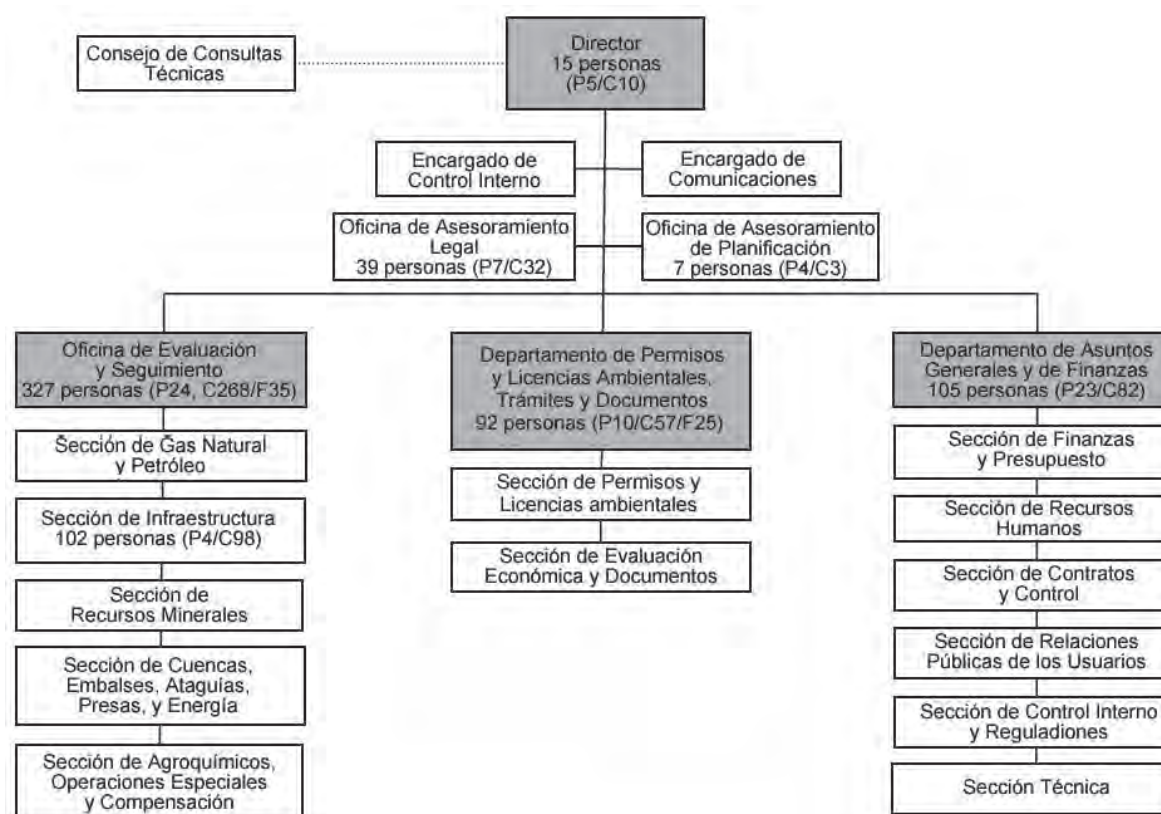 Consejo de Consultas
Técnicas
Director
15 personas
(P5/C10)
Encargado de
Control Interno
Encargado de
Comunicaciones
Oficina de Asesoramiento
Legal
39 personas (P7/C32)
Oficina de Asesoramiento
de Planificación
7 personas (P4/C3)
Oficina de Evaluación
y Seguimiento
327 personas (P24, C268/F35)
Sección de Gas Natural
y Petróleo
Sección de Infraestructura
102 personas (P4/C98)
Sección de
Recursos Minerales
Sección de Cuencas,
Embalses, Ataguías,
Presas, y Energía
Sección de Agroquímicos,
Operaciones Especiales
y Compensación
Departamento de Permisos
y Licencias Ambientales,
Trámites y Documentos
92 personas (P10/C57/F25)
Sección de Permisos y
Licencias ambientales
Sección de Evaluación
Económica y Documentos
Departamento de Asuntos
Generales y de Finanzas
105 personas (P23/C82)
Sección de Finanzas
y Presupuesto
Sección de Recursos
Humanos
Sección de Contratos
y Control
Sección de Relaciones
Públicas de los Usuarios
Sección de Control Interno
y Reguladiones
Sección Técnica